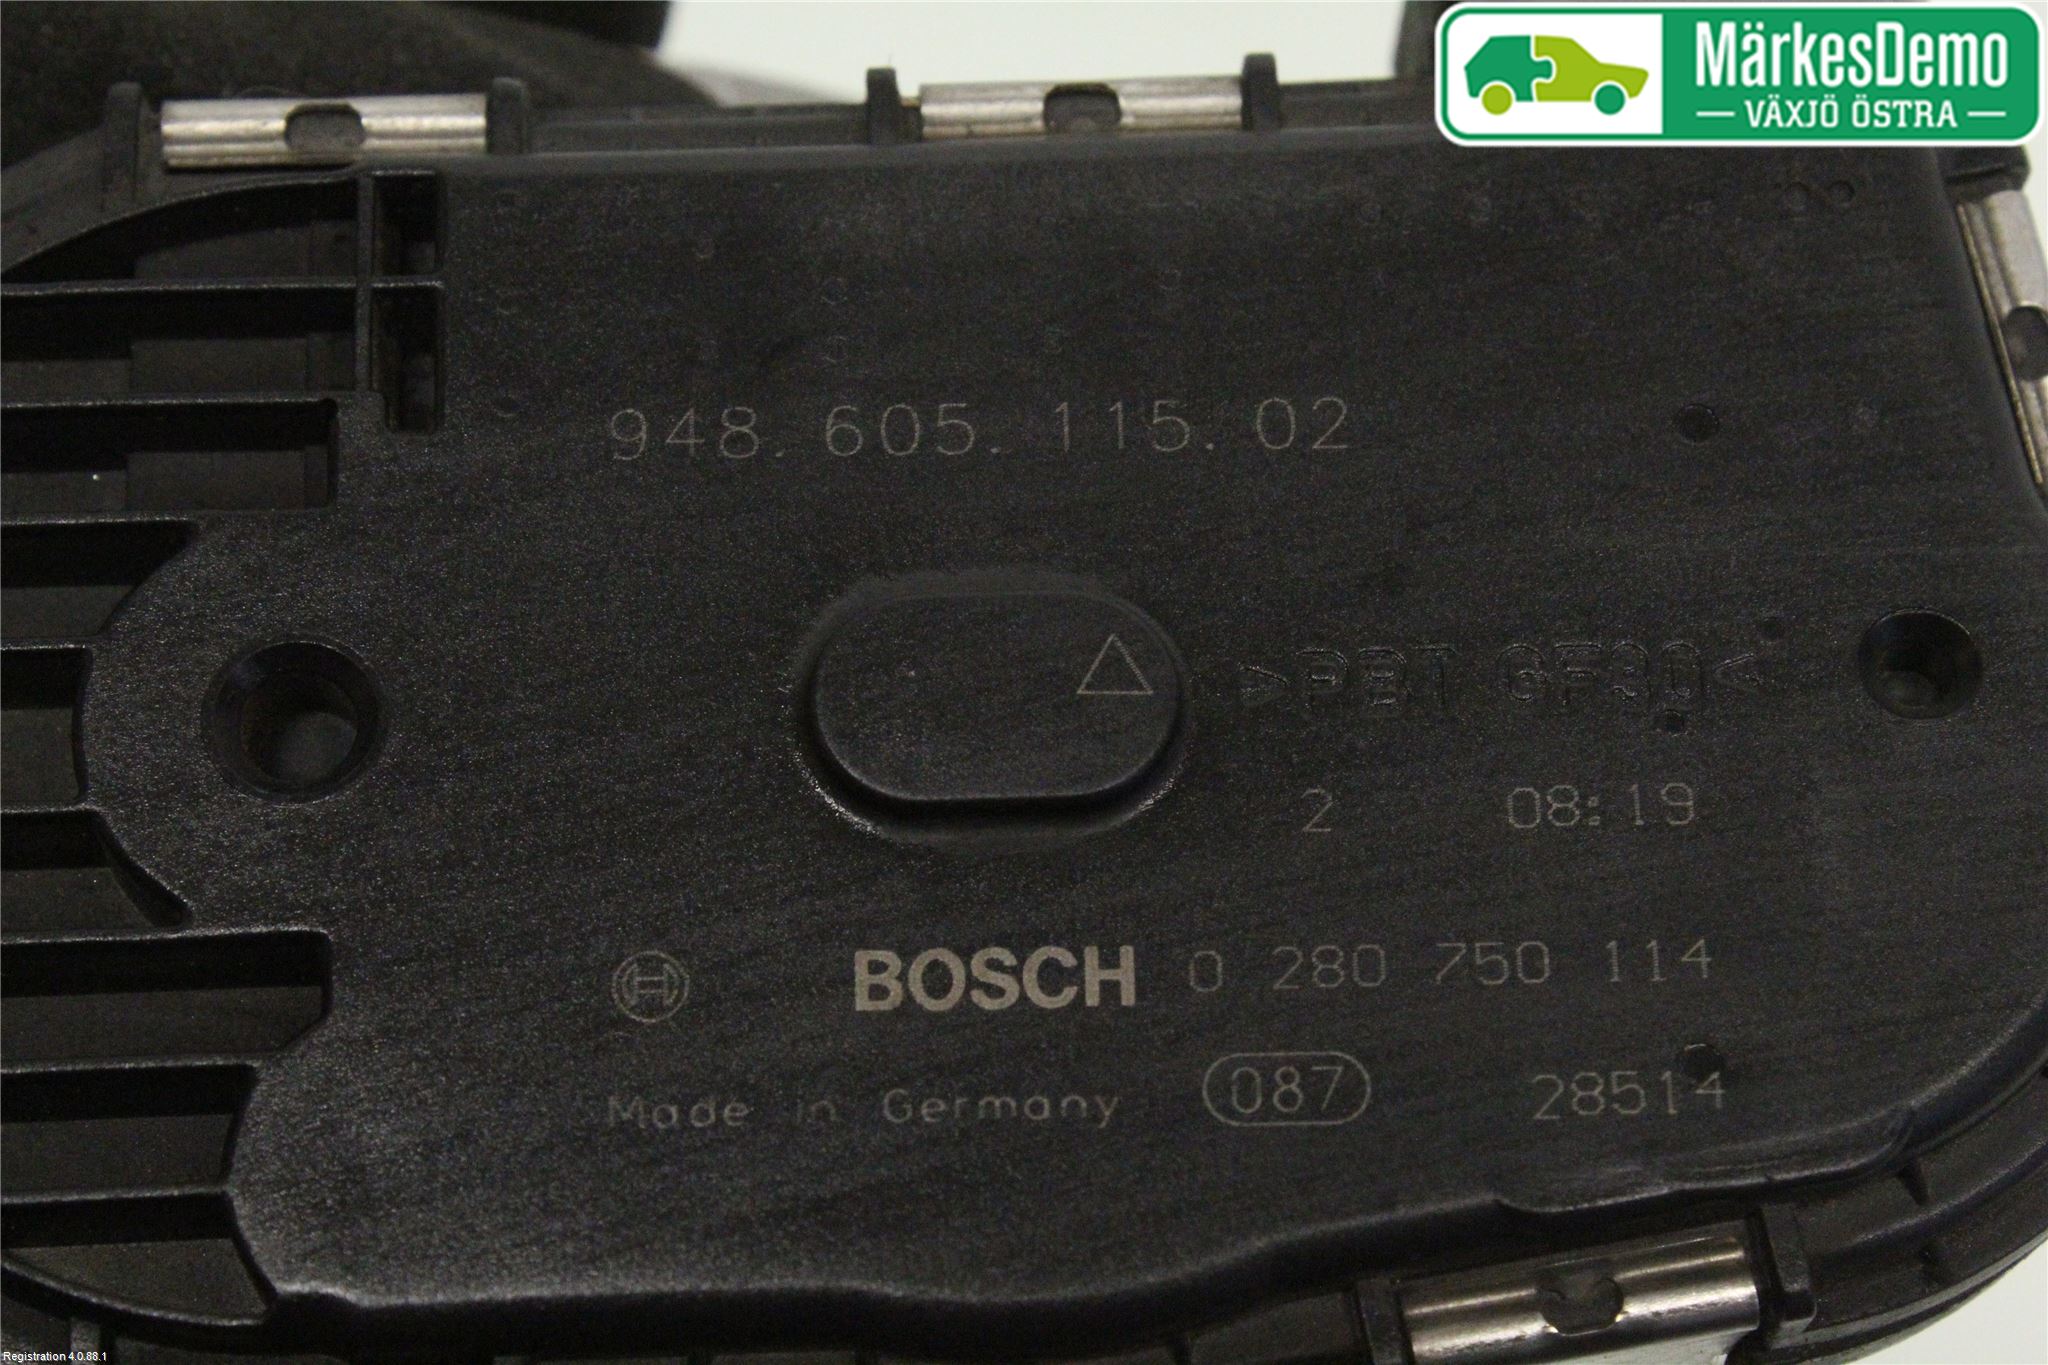 MärkesDemo
VÄXJÖ ÖSTRA
948. 605. 115. 02
>PBT GF30<
2 08:19
BOSCH 0 280 750 114
Made in Germany 087 28514
Registration 4.0.88.1